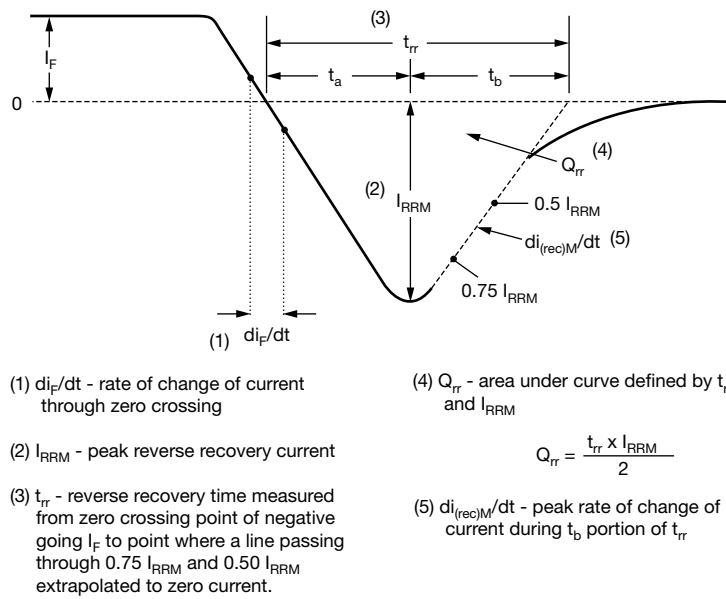 (3)
t_rr
I_F
t_a
t_b
0
Q_rr (4)
(2) I_RRM
0.5 I_RRM
di_(rec)M/dt (5)
0.75 I_RRM
(1) di_F/dt
(1) di_F/dt - rate of change of current
through zero crossing
(2) I_RRM - peak reverse recovery current
(3) t_rr - reverse recovery time measured
from zero crossing point of negative
going I_F to point where a line passing
through 0.75 I_RRM and 0.50 I_RRM
extrapolated to zero current.
(4) Q_rr - area under curve defined by t_r
and I_RRM
Q_rr = t_rr x I_RRM
2
(5) di_(rec)M/dt - peak rate of change of
current during t_b portion of t_rr